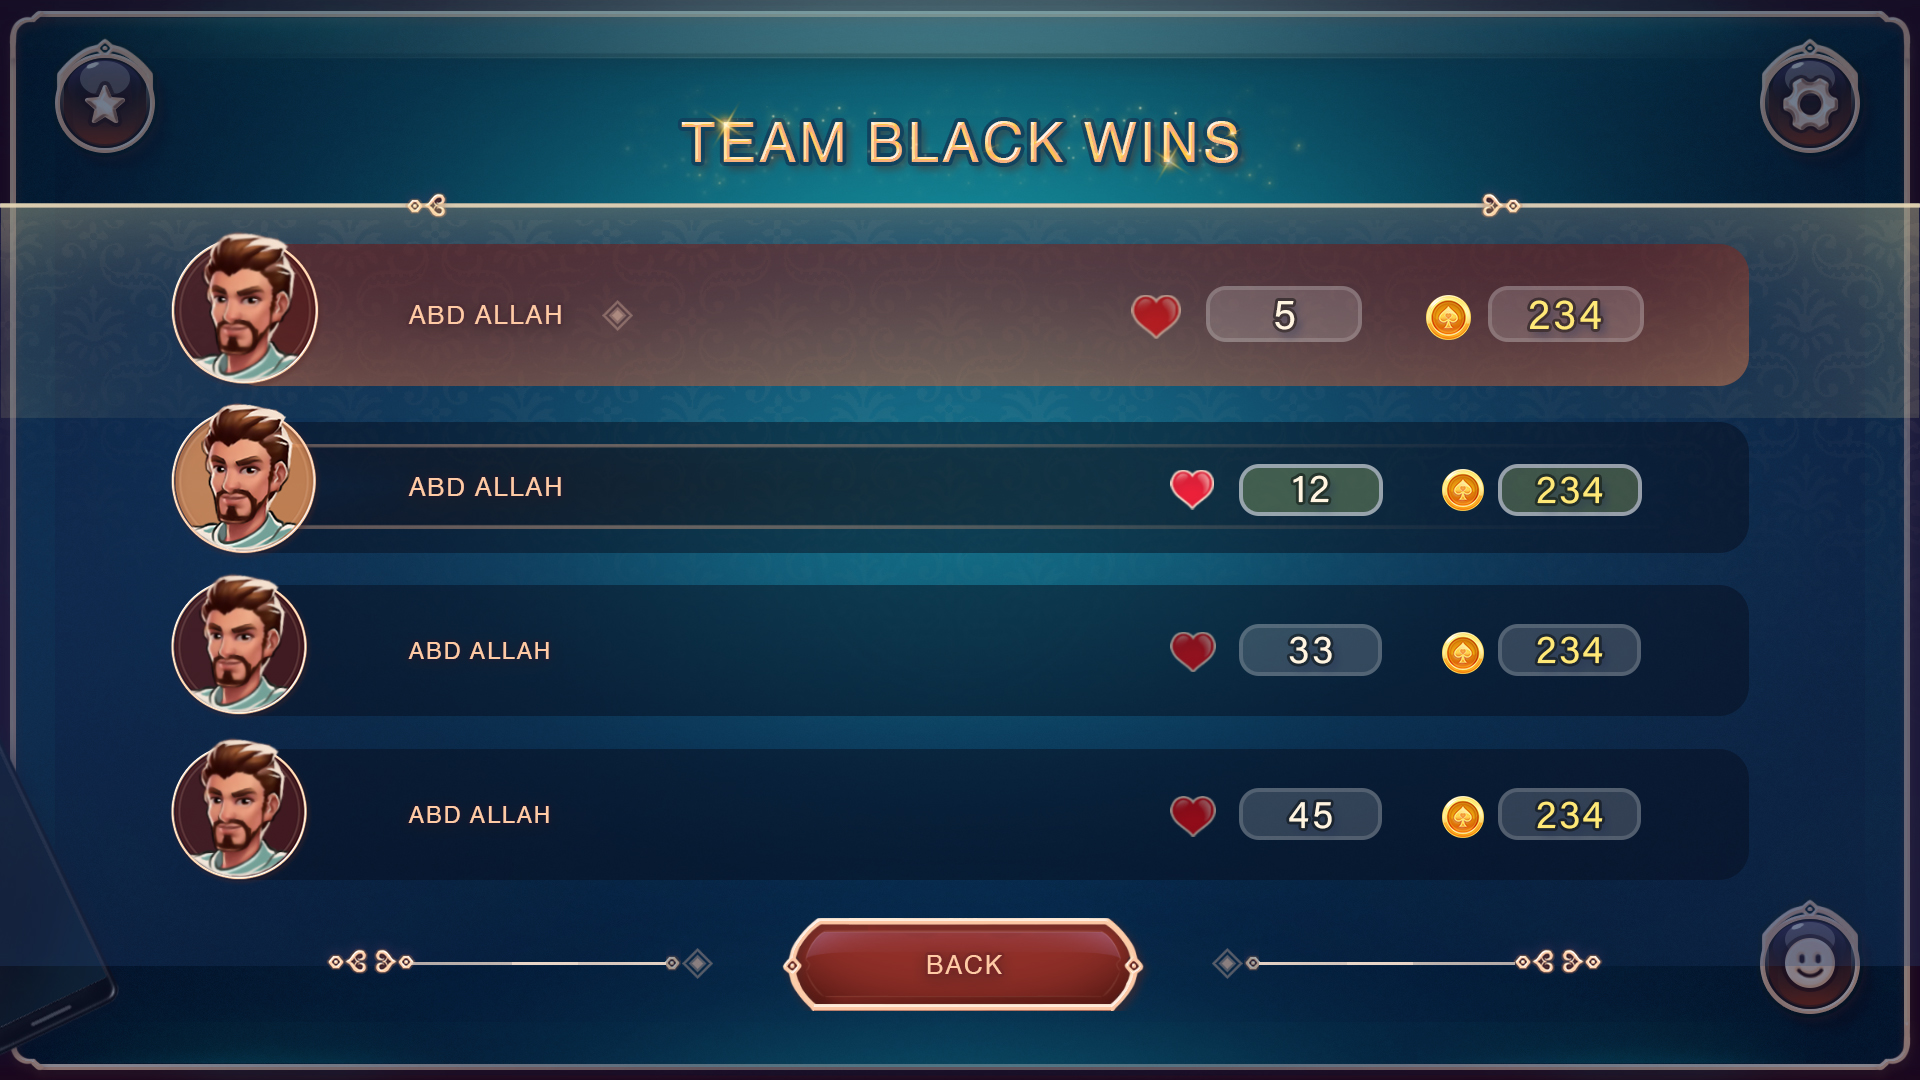 TEAM BLACK WINS
ABD ALLAH 5 234
ABD ALLAH 12 234
ABD ALLAH 33 234
ABD ALLAH 45 234
BACK